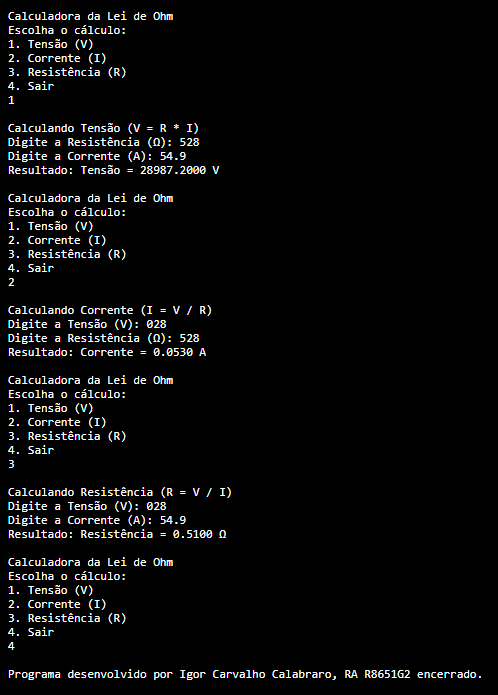 Calculadora da Lei de Ohm
Escolha o cálculo:
1. Tensão (V)
2. Corrente (I)
3. Resistência (R)
4. Sair
1
Calculando Tensão (V = R * I)
Digite a Resistência (Ω): 528
Digite a Corrente (A): 54.9
Resultado: Tensão = 28987.2000 V
Calculadora da Lei de Ohm
Escolha o cálculo:
1. Tensão (V)
2. Corrente (I)
3. Resistência (R)
4. Sair
2
Calculando Corrente (I = V / R)
Digite a Tensão (V): 028
Digite a Resistência (Ω): 528
Resultado: Corrente = 0.0530 A
Calculadora da Lei de Ohm
Escolha o cálculo:
1. Tensão (V)
2. Corrente (I)
3. Resistência (R)
4. Sair
3
Calculando Resistência (R = V / I)
Digite a Tensão (V): 028
Digite a Corrente (A): 54.9
Resultado: Resistência = 0.5100 Ω
Calculadora da Lei de Ohm
Escolha o cálculo:
1. Tensão (V)
2. Corrente (I)
3. Resistência (R)
4. Sair
4
Programa desenvolvido por Igor Carvalho Calabraro, RA R8651G2 encerrado.